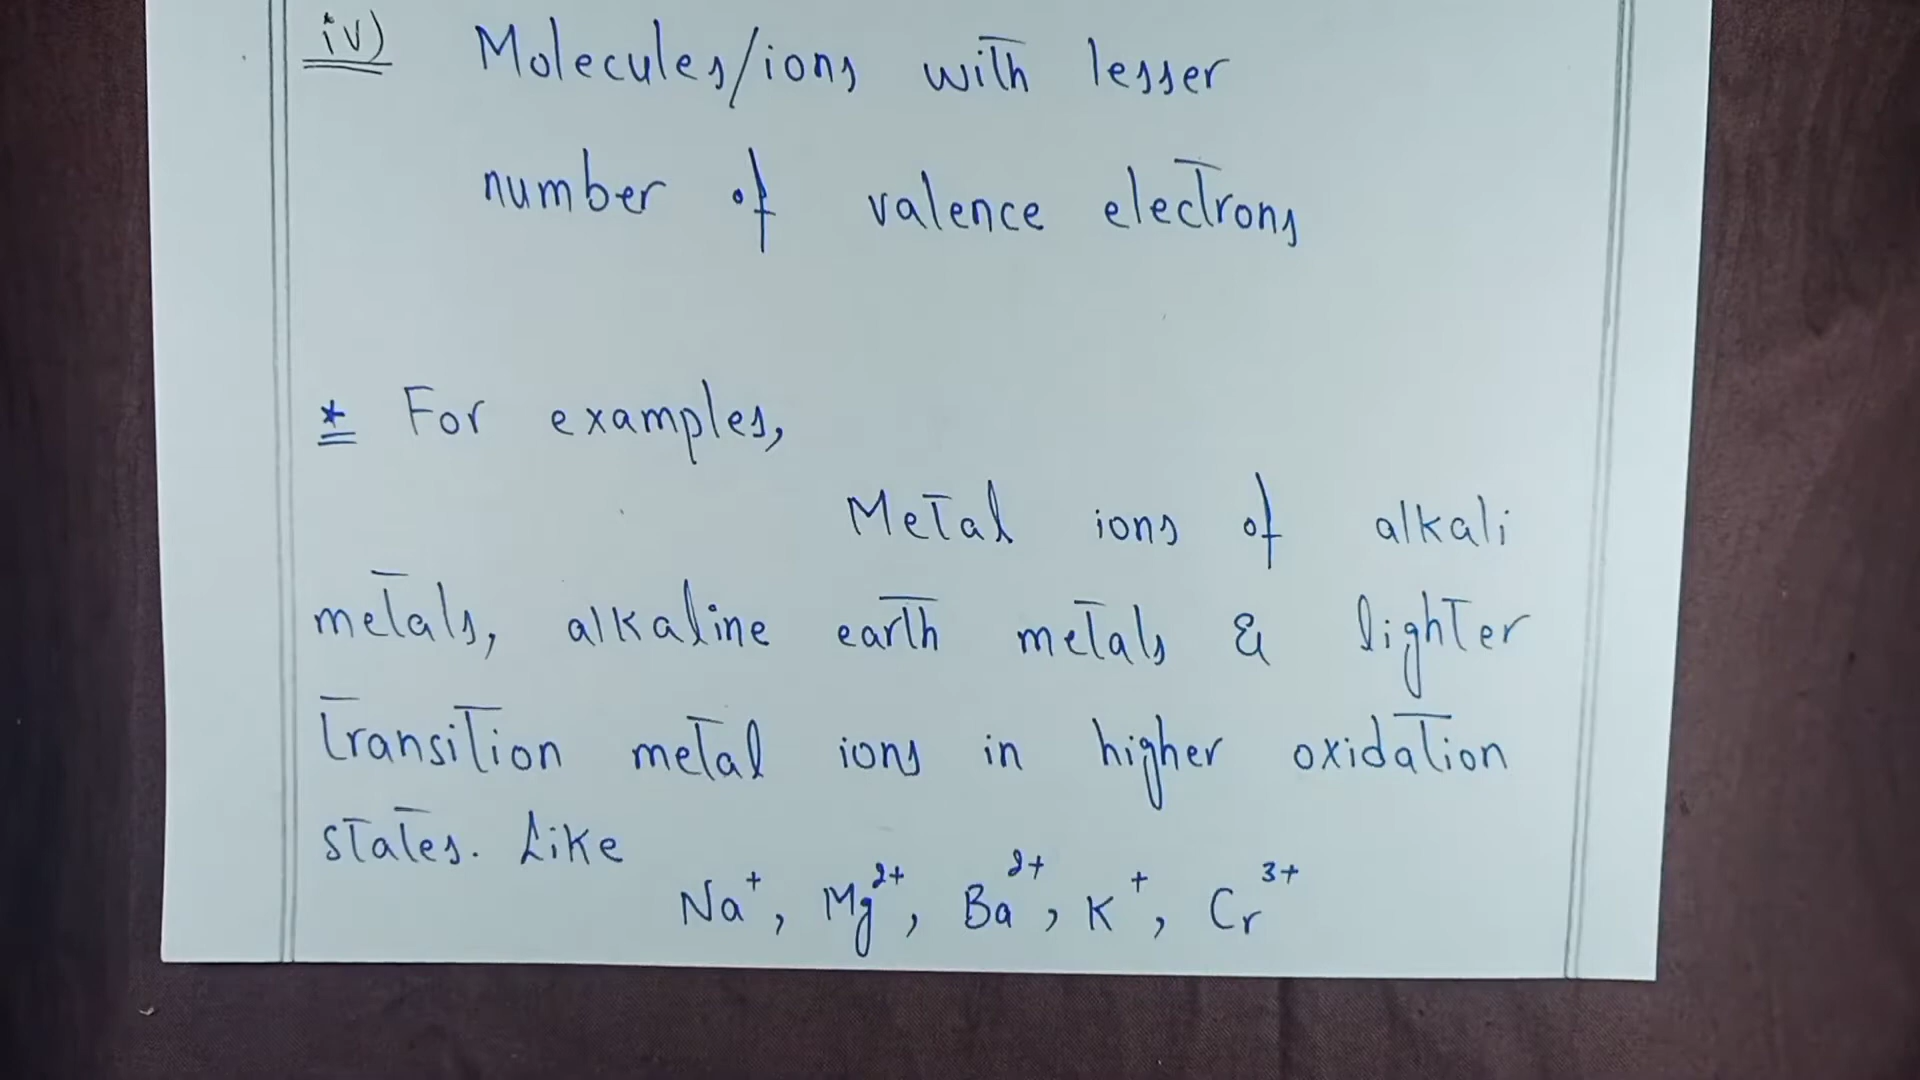 iv) Molecules/ions with lesser
number of valence electrons
* For examples,
Metal ions of alkali
metals, alkaline earth metals & lighter
transition metal ions in higher oxidation
states. Like
Na⁺, Mg²⁺, Ba²⁺, K⁺, Cr³⁺